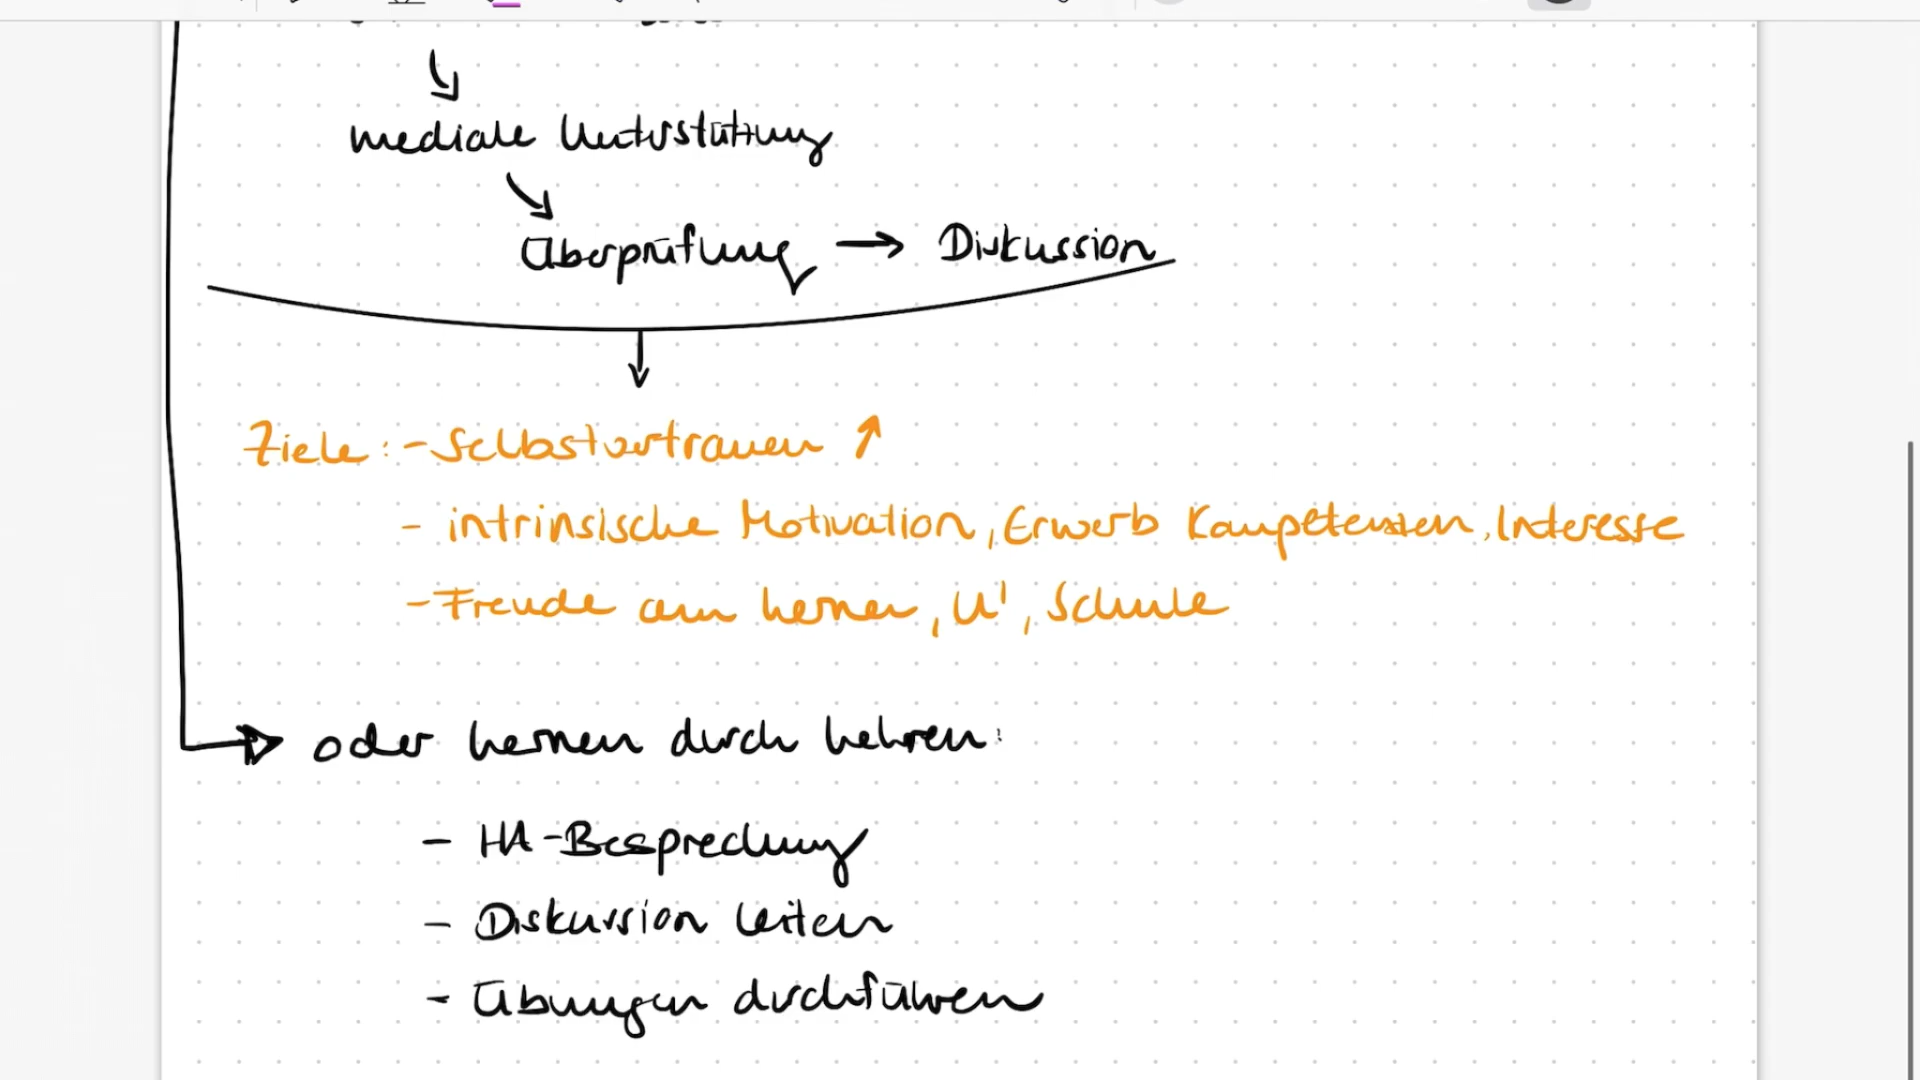 mediale Unterstützung
Überprüfung → Diskussion
Ziele: - Selbstvertrauen ↑
- intrinsische Motivation, Erwerb Kompetenzen, Interesse
- Freude am Lernen, U', Schule
oder Lernen durch Lehren:
- HA-Besprechung
- Diskussion leiten
- Übungen durchführen